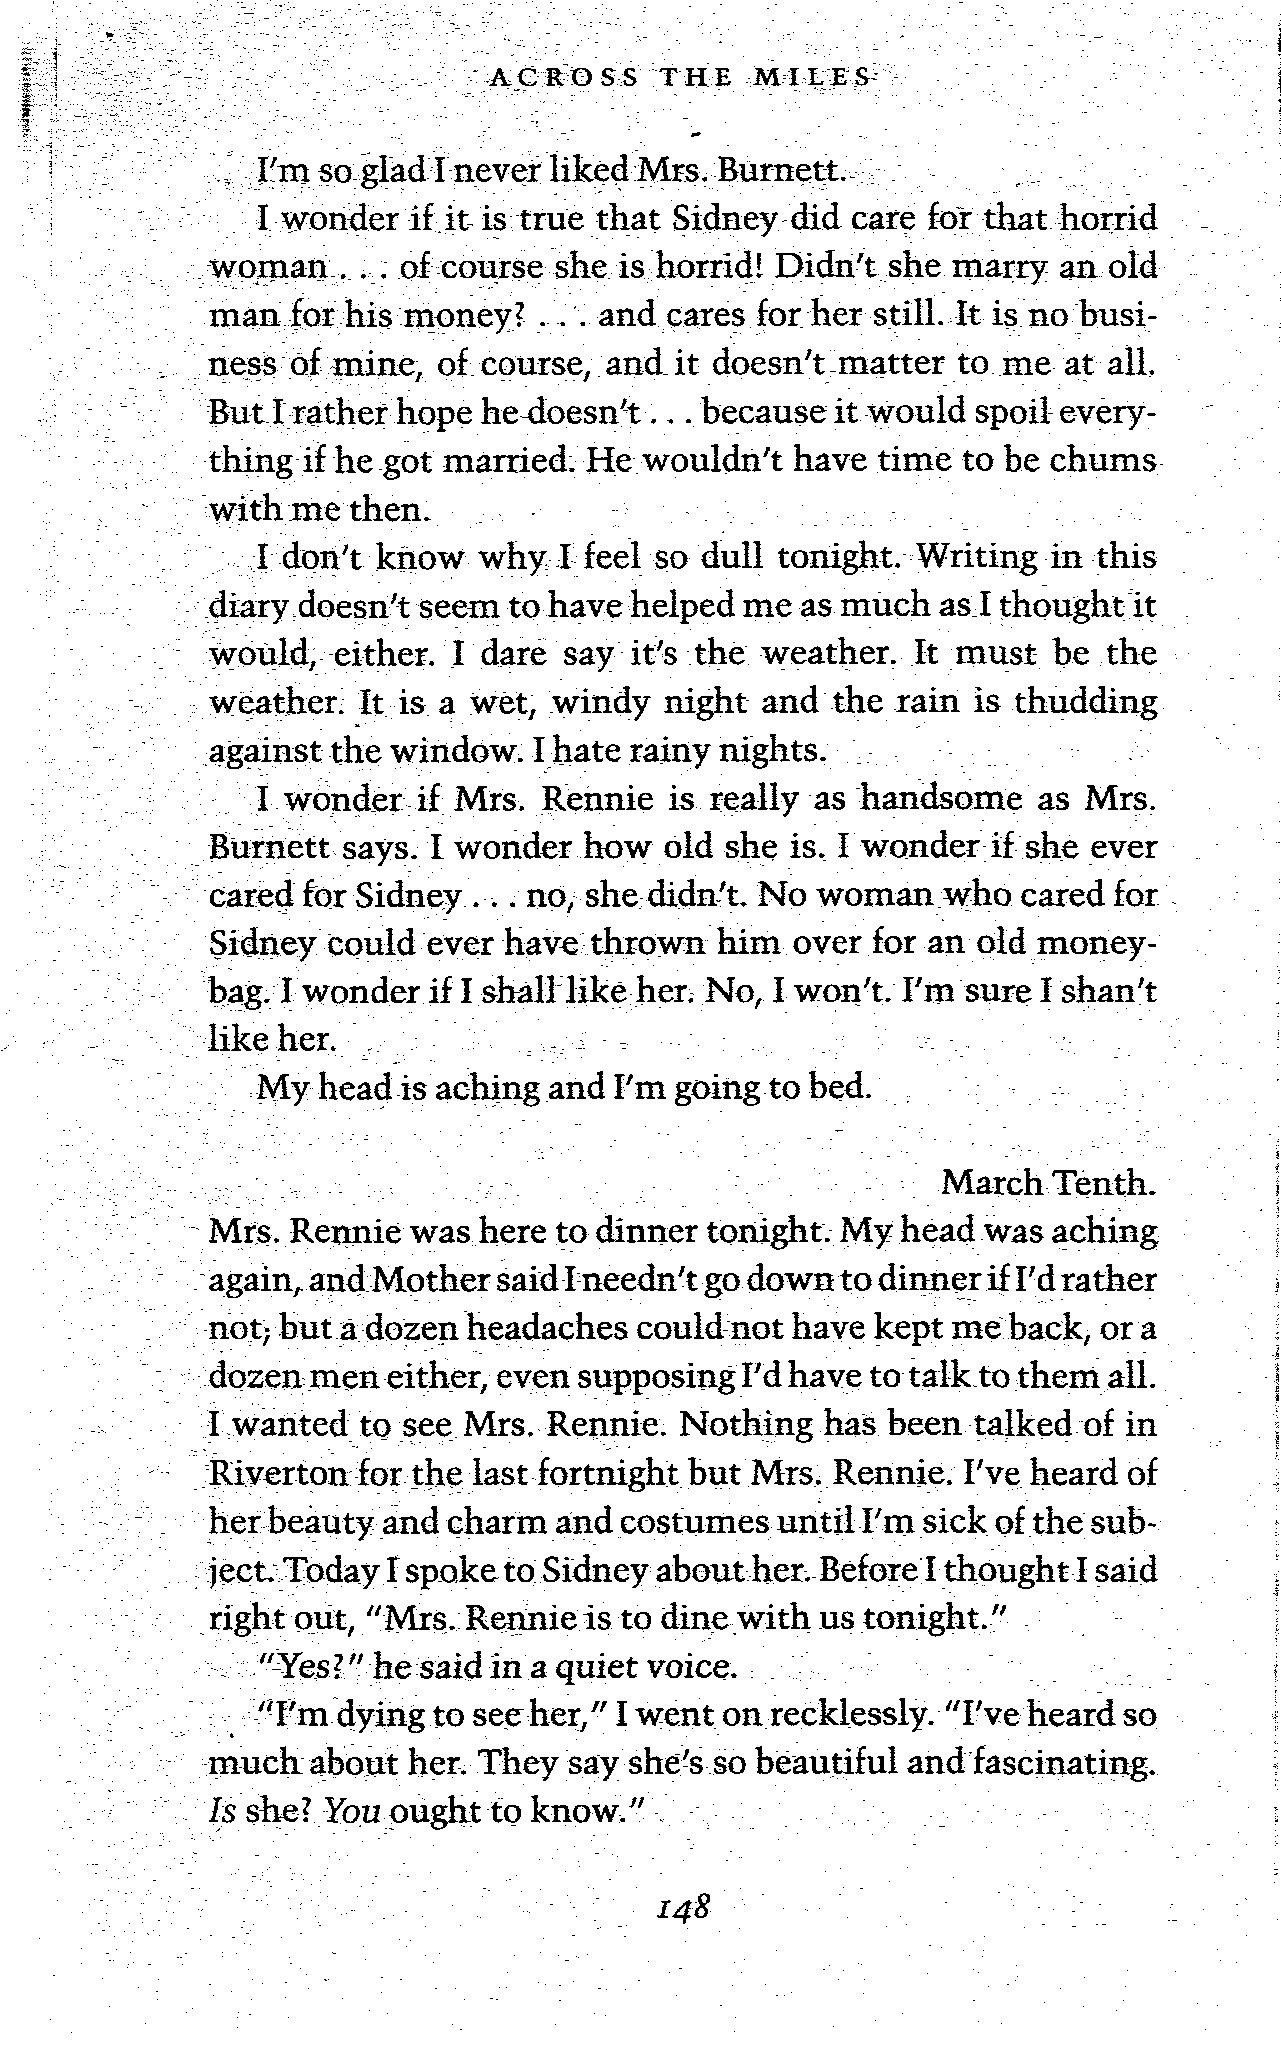 ACROSS THE MILES
I'm so glad I never liked Mrs. Burnett.
I wonder if it is true that Sidney did care for that horrid
woman . . . of course she is horrid! Didn't she marry an old
man for his money? . . . and cares for her still. It is no busi-
ness of mine, of course, and it doesn't matter to me at all.
But I rather hope he doesn't . . . because it would spoil every-
thing if he got married. He wouldn't have time to be chums
with me then.
I don't know why I feel so dull tonight. Writing in this
diary doesn't seem to have helped me as much as I thought it
would, either. I dare say it's the weather. It must be the
weather. It is a wet, windy night and the rain is thudding
against the window. I hate rainy nights.
I wonder if Mrs. Rennie is really as handsome as Mrs.
Burnett says. I wonder how old she is. I wonder if she ever
cared for Sidney . . . no, she didn't. No woman who cared for
Sidney could ever have thrown him over for an old money-
bag. I wonder if I shall like her. No, I won't. I'm sure I shan't
like her.
My head is aching and I'm going to bed.
March Tenth.
Mrs. Rennie was here to dinner tonight. My head was aching
again, and Mother said I needn't go down to dinner if I'd rather
not; but a dozen headaches could not have kept me back, or a
dozen men either, even supposing I'd have to talk to them all.
I wanted to see Mrs. Rennie. Nothing has been talked of in
Riverton for the last fortnight but Mrs. Rennie. I've heard of
her beauty and charm and costumes until I'm sick of the sub-
ject. Today I spoke to Sidney about her. Before I thought I said
right out, "Mrs. Rennie is to dine with us tonight."
"Yes?" he said in a quiet voice.
"I'm dying to see her," I went on recklessly. "I've heard so
much about her. They say she's so beautiful and fascinating.
Is she? You ought to know."
148